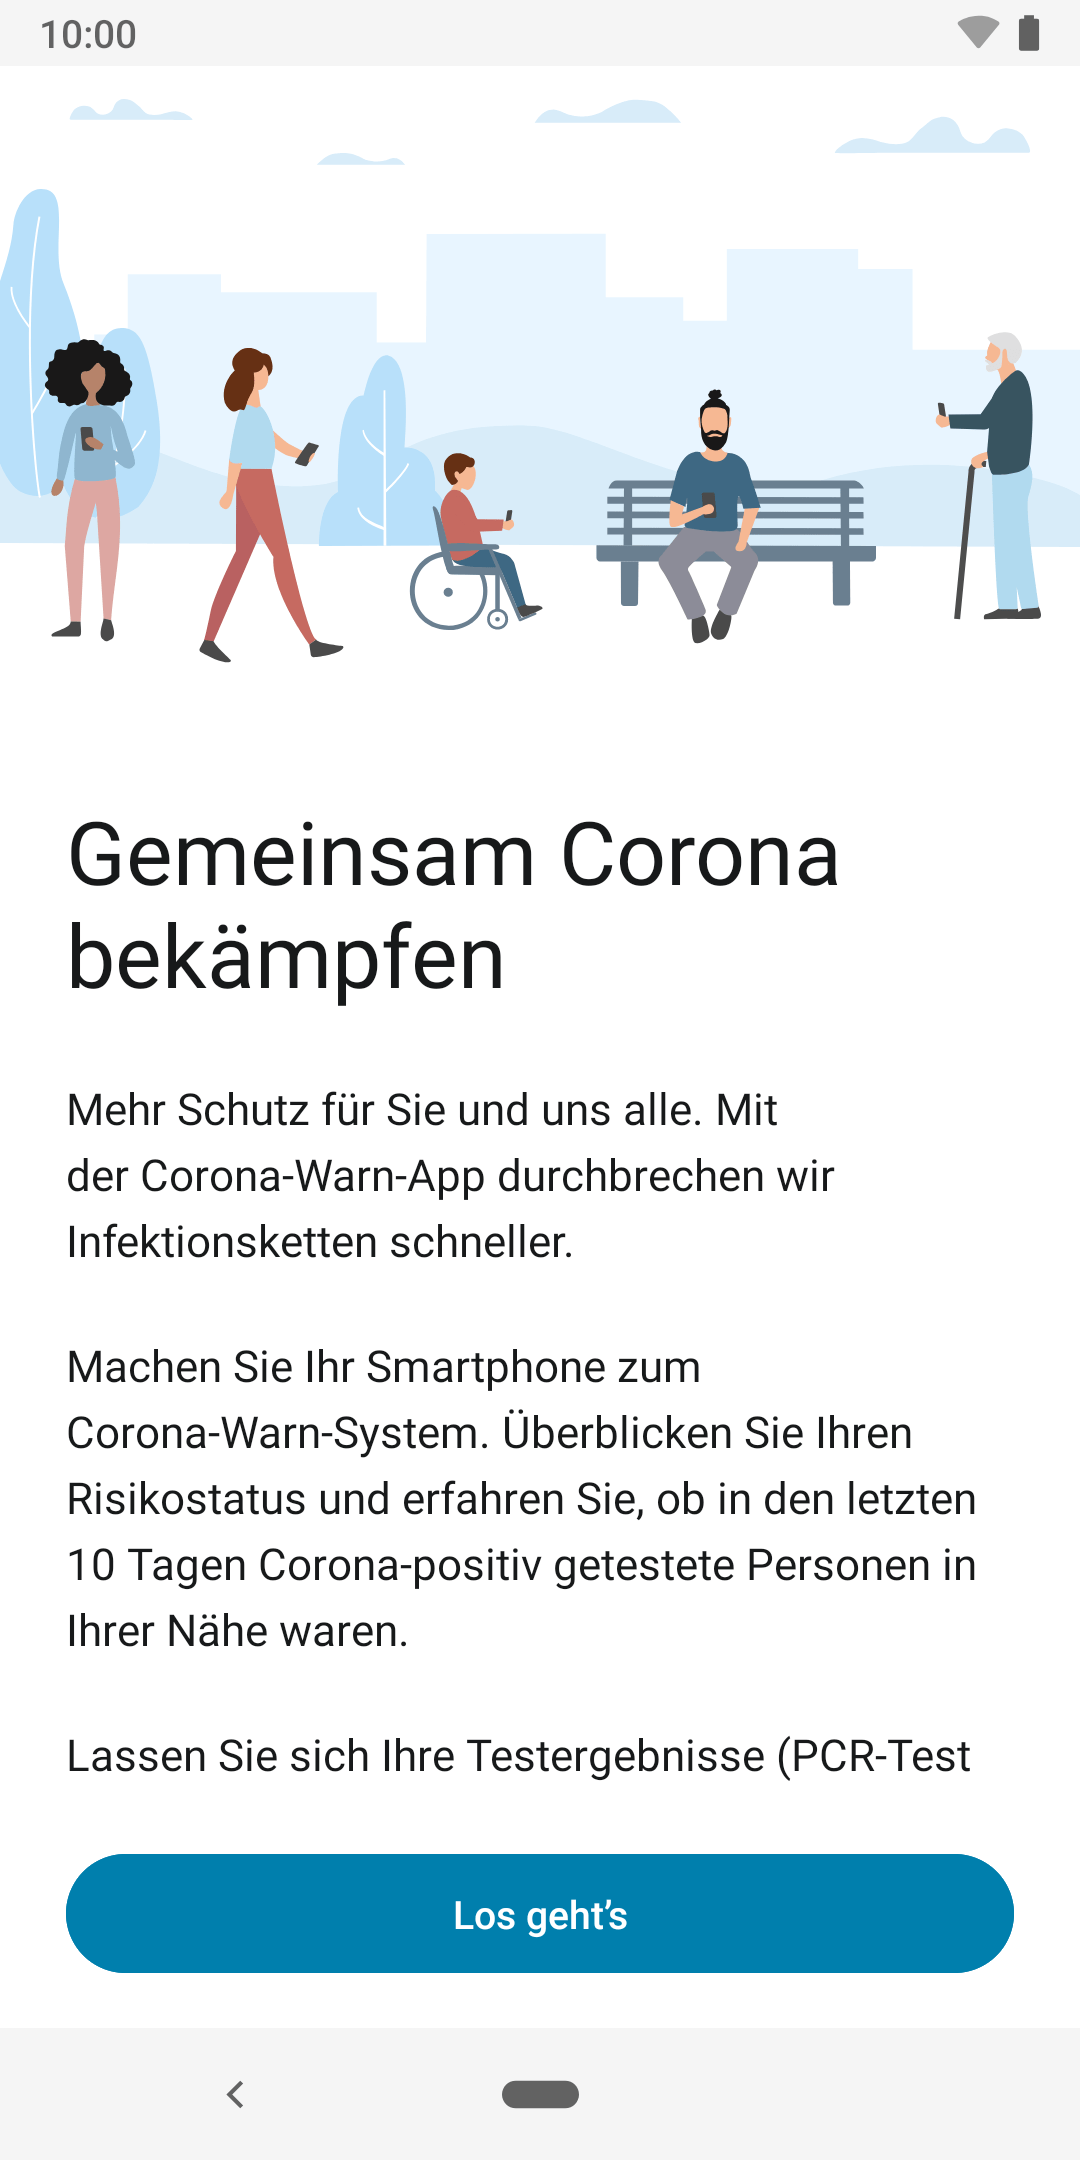 10:00
Gemeinsam Corona
bekämpfen
Mehr Schutz für Sie und uns alle. Mit
der Corona-Warn-App durchbrechen wir
Infektionsketten schneller.
Machen Sie Ihr Smartphone zum
Corona-Warn-System. Überblicken Sie Ihren
Risikostatus und erfahren Sie, ob in den letzten
10 Tagen Corona-positiv getestete Personen in
Ihrer Nähe waren.
Lassen Sie sich Ihre Testergebnisse (PCR-Test
Los geht’s